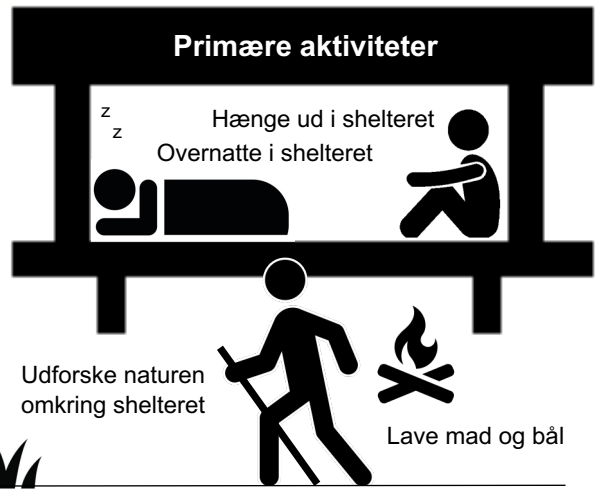 Primære aktiviteter
z
z
Hænge ud i shelteret
Overnatte i shelteret
Udforske naturen
omkring shelteret
Lave mad og bål